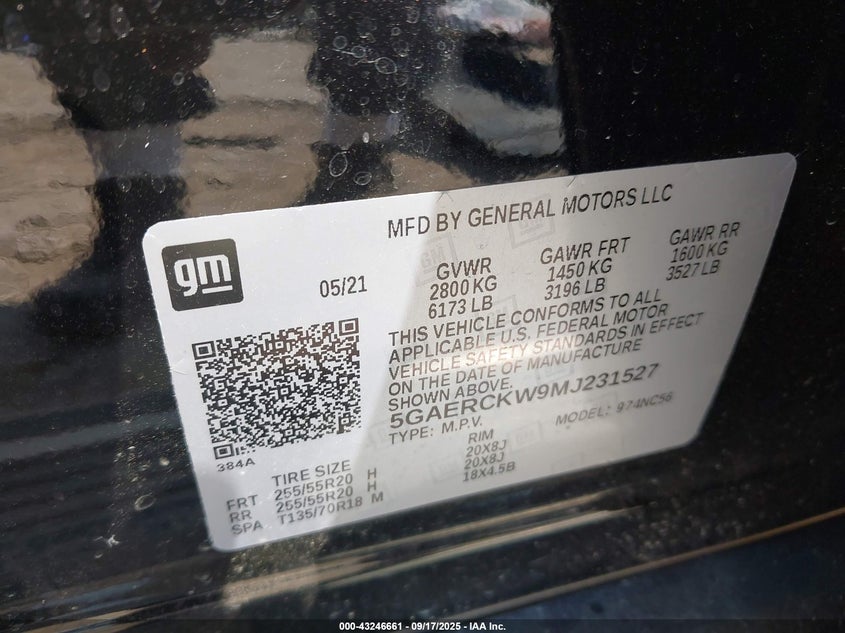 MFD BY GENERAL MOTORS LLC
gm
05/21
GVWR GAWR FRT GAWR RR
2800 KG 1450 KG 1600 KG
6173 LB 3196 LB 3527 LB
THIS VEHICLE CONFORMS TO ALL
APPLICABLE U.S. FEDERAL MOTOR
VEHICLE SAFETY STANDARDS IN EFFECT
ON THE DATE OF MANUFACTURE
SHOWN ABOVE.
5GAERCKW9MJ231527
TYPE: M.P.V. MODEL: 974NC56
384A
TIRE SIZE RIM
FRT 255/55R20 H 20X8J
RR 255/55R20 H 20X8J
SPA T135/70R18 M 18X4.5B
000-43246661 - 09/17/2025 - IAA Inc.